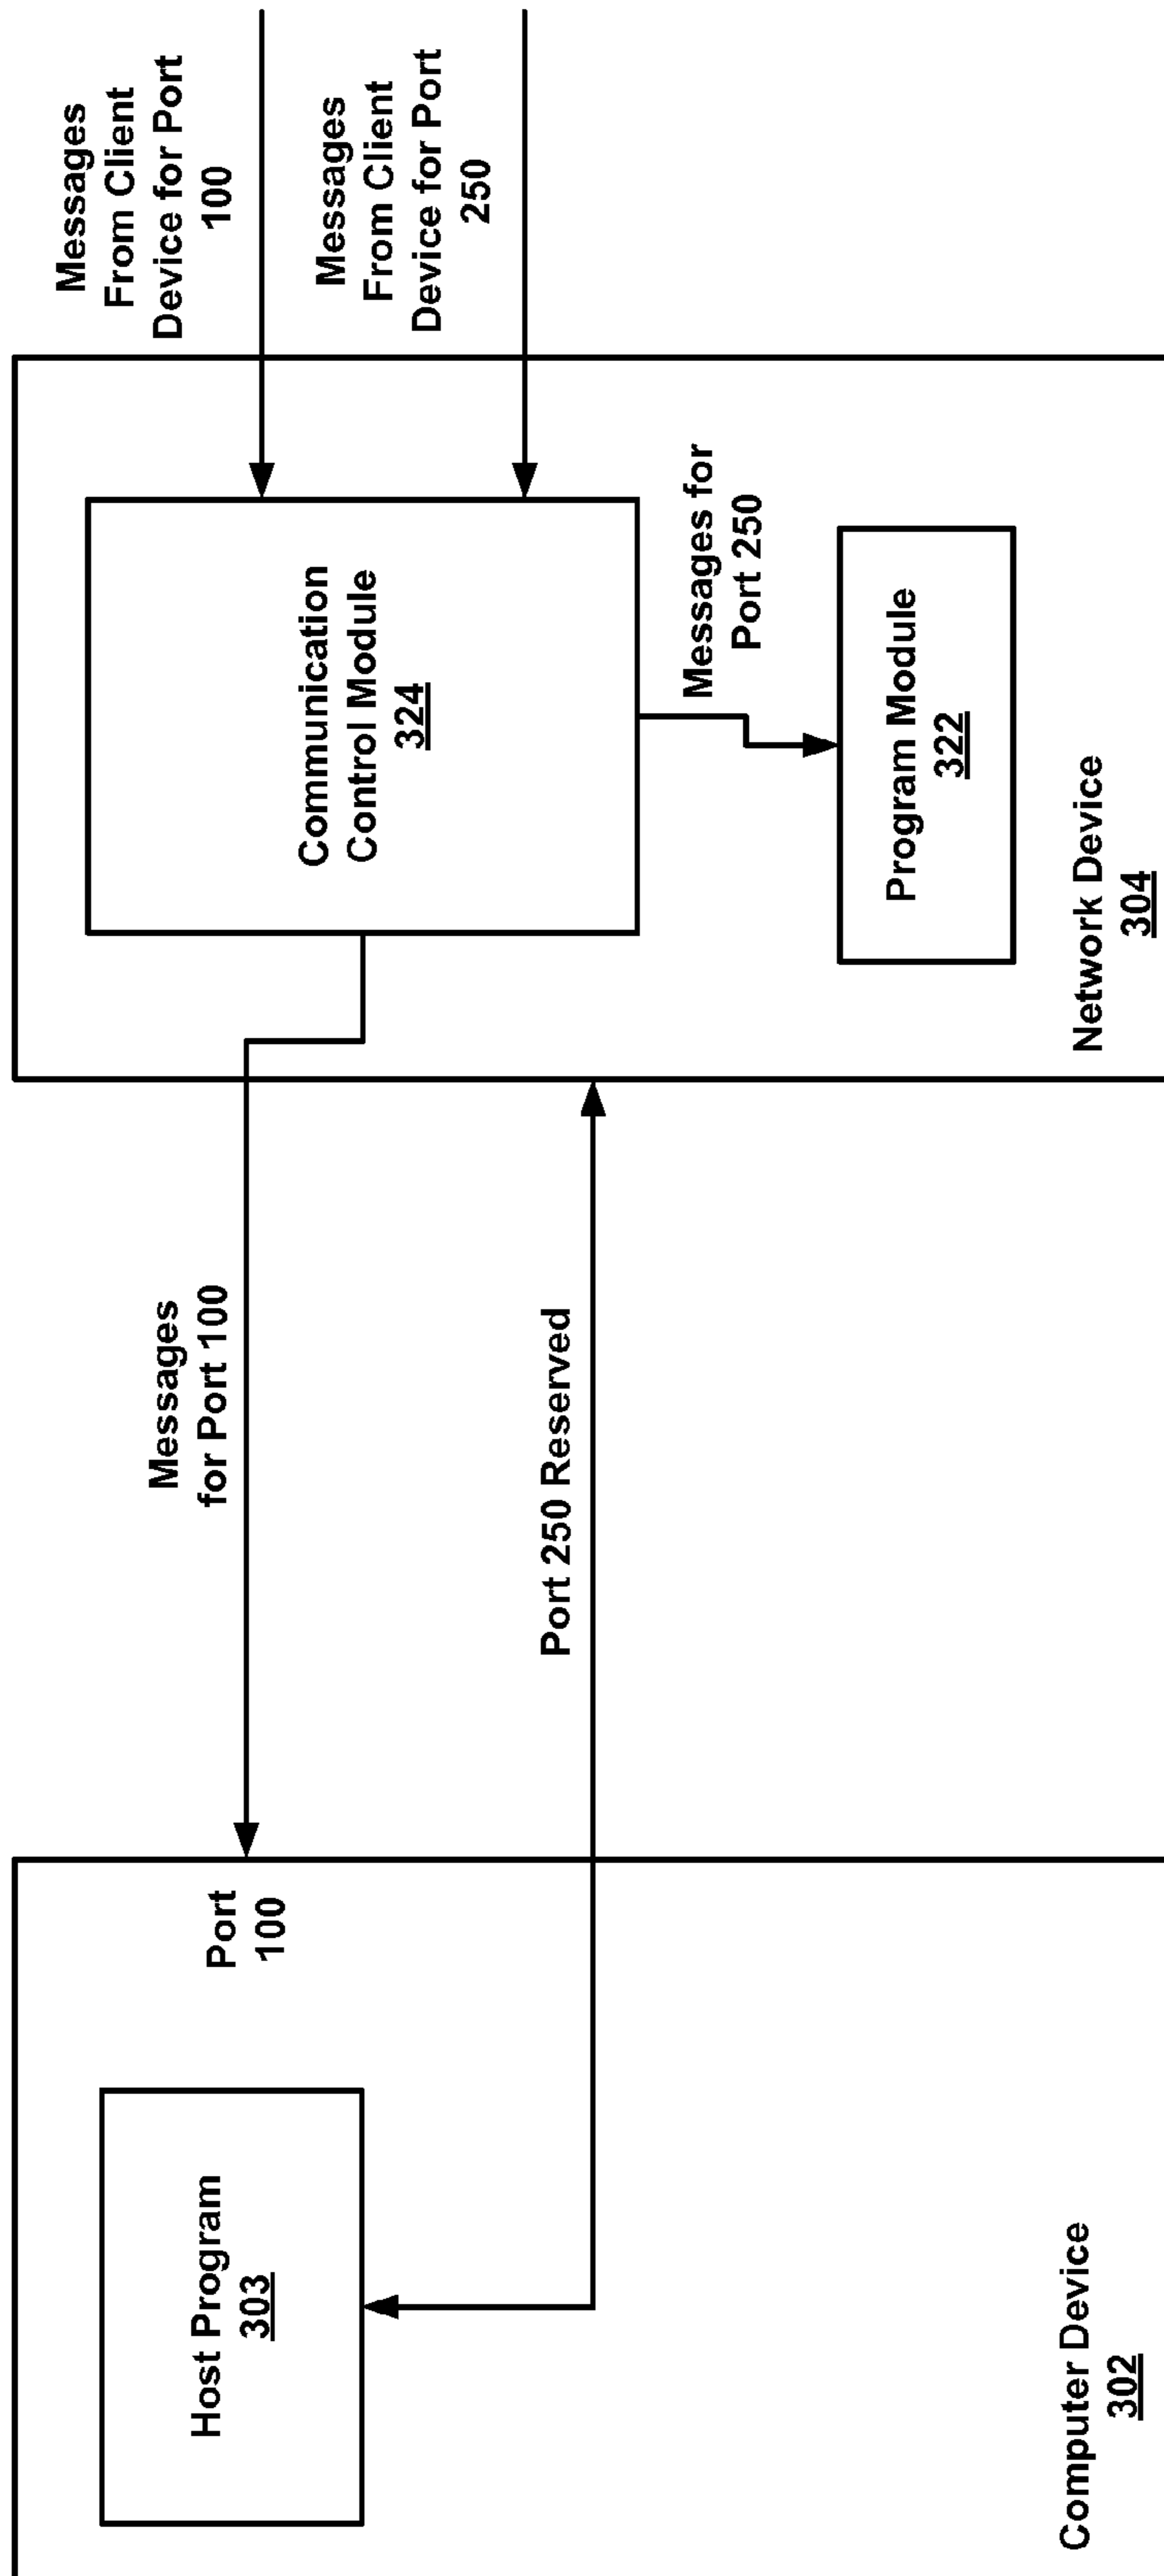 Host Program
303
Port
100
Computer Device
302
Messages
for Port 100
Port 250 Reserved
Communication
Control Module
324
Messages for
Port 250
Program Module
322
Network Device
304
Messages
From Client
Device for Port
100
Messages
From Client
Device for Port
250